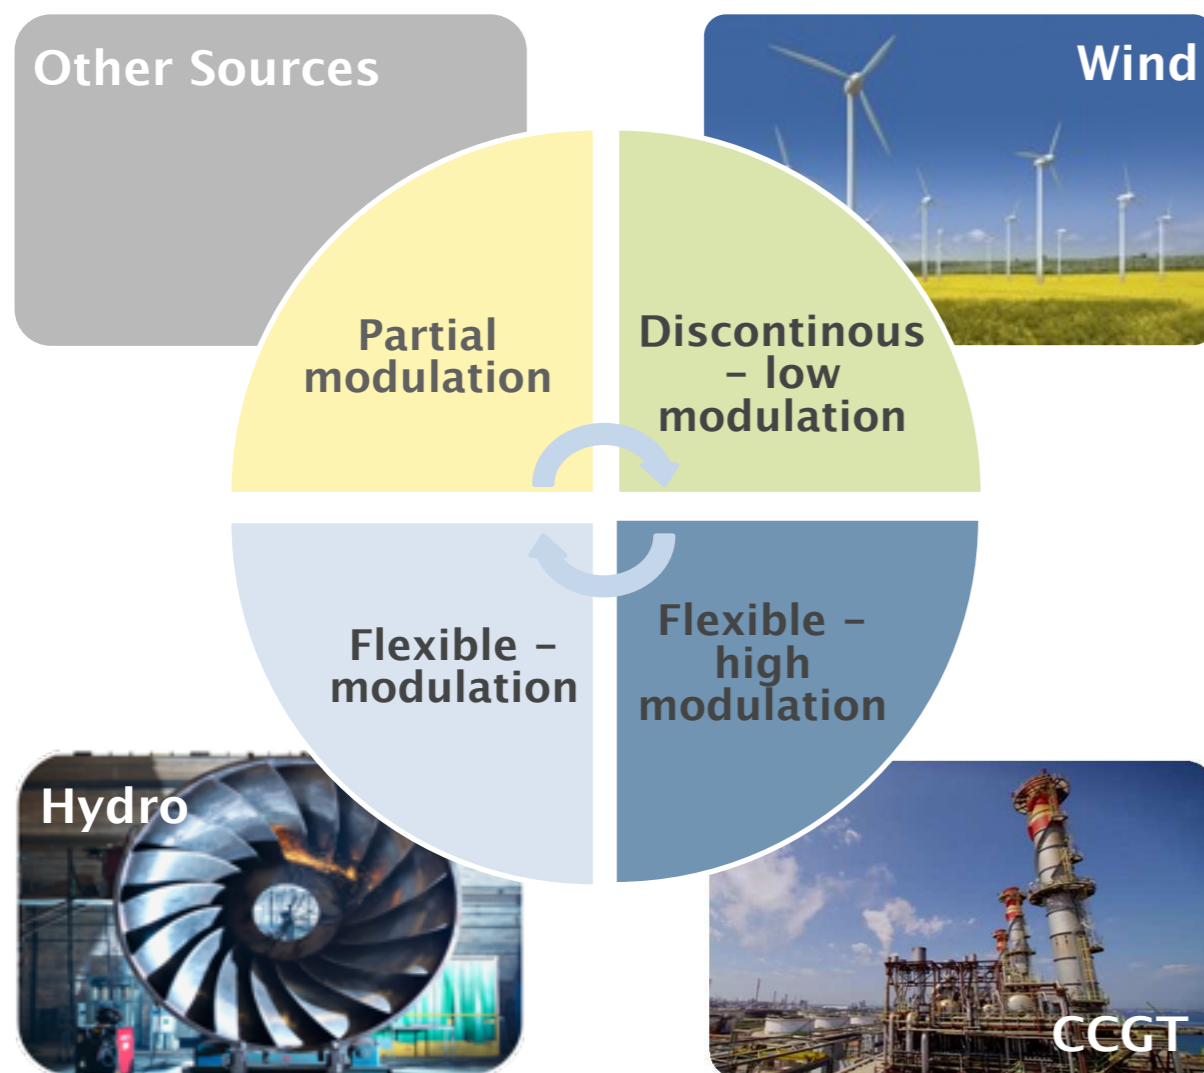 Other Sources
Wind
Partial
modulation
Discontinous
– low
modulation
Flexible –
modulation
Flexible –
high
modulation
Hydro
CCGT